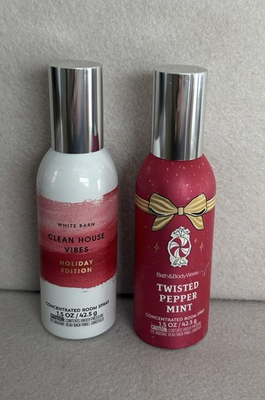 WHITE BARN
CLEAN HOUSE
VIBES
HOLIDAY
EDITION
CONCENTRATED ROOM SPRAY
1.5 OZ / 42.5 g
Bath&BodyWorks
TWISTED
PEPPER
MINT
CONCENTRATED ROOM SPRAY
1.5 OZ / 42.5 g